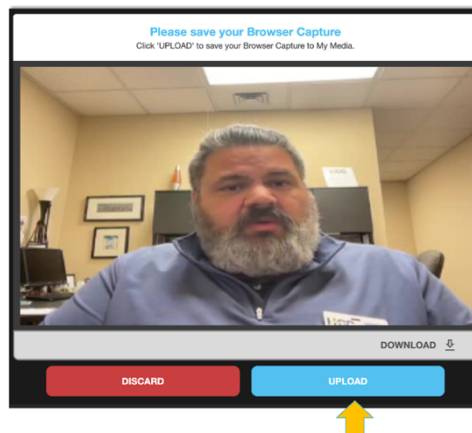 Please save your Browser Capture
Click 'UPLOAD' to save your Browser Capture to My Media.
DOWNLOAD
DISCARD
UPLOAD